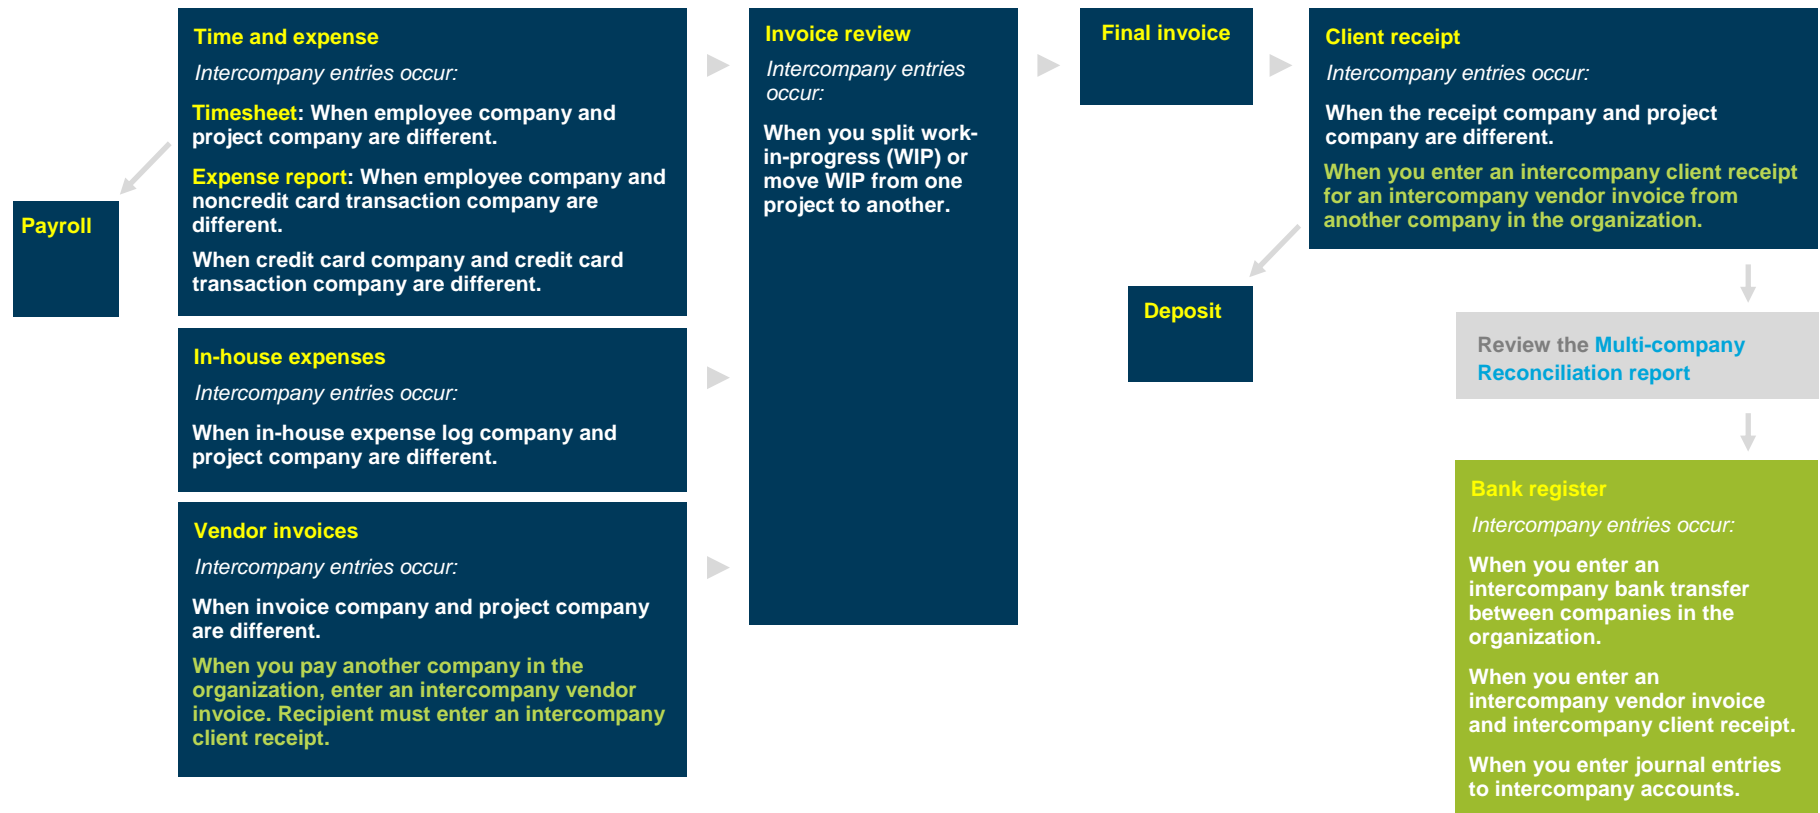 Payroll
Time and expense
Intercompany entries occur:
Timesheet: When employee company and
project company are different.
Expense report: When employee company and
noncredit card transaction company are
different.
When credit card company and credit card
transaction company are different.
In-house expenses
Intercompany entries occur:
When in-house expense log company and
project company are different.
Vendor invoices
Intercompany entries occur:
When invoice company and project company
are different.
When you pay another company in the
organization, enter an intercompany vendor
invoice. Recipient must enter an intercompany
client receipt.
Invoice review
Intercompany entries
occur:
When you split work-
in-progress (WIP) or
move WIP from one
project to another.
Final invoice
Deposit
Client receipt
Intercompany entries occur:
When the receipt company and project
company are different.
When you enter an intercompany client receipt
for an intercompany vendor invoice from
another company in the organization.
Review the Multi-company
Reconciliation report
Bank register
Intercompany entries occur:
When you enter an
intercompany bank transfer
between companies in the
organization.
When you enter an
intercompany vendor invoice
and intercompany client receipt.
When you enter journal entries
to intercompany accounts.